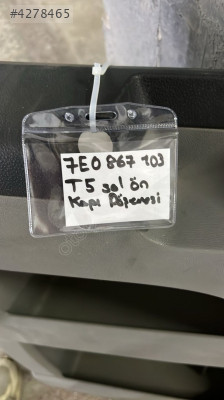 #4278465
7E0 867 103
T5 sol ön
Kapı Döşemesi